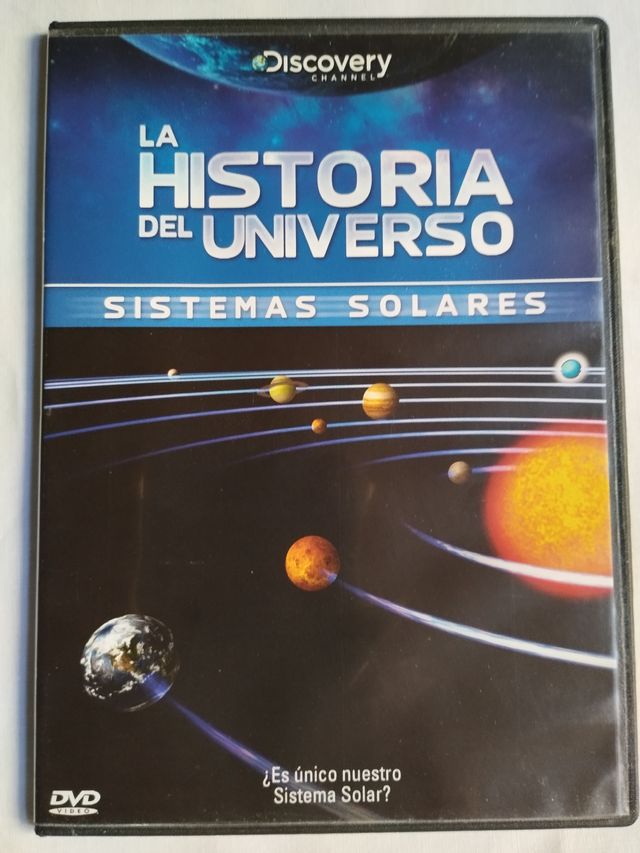 Discovery
CHANNEL
LA
HISTORIA
DEL UNIVERSO
SISTEMAS SOLARES
¿Es único nuestro
Sistema Solar?
DVD
VIDEO